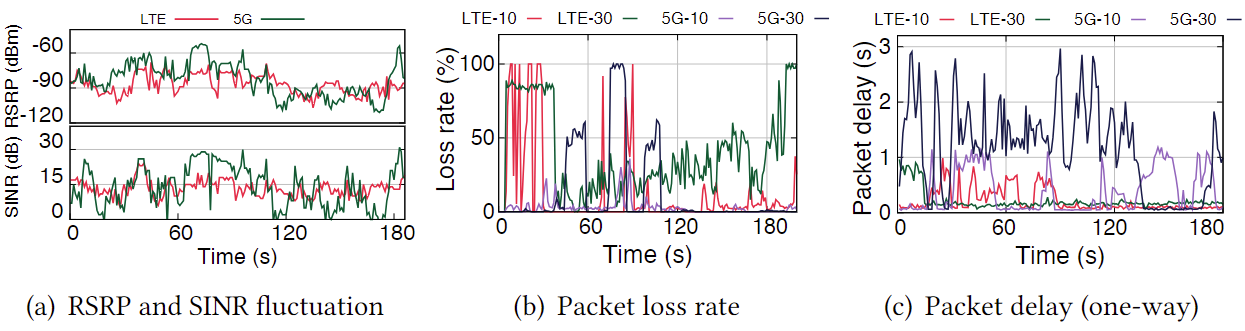 LTE 5G
RSRP (dBm)
-60
-90
-120
SINR (dB)
30
15
0
0 60 120 180
Time (s)
(a) RSRP and SINR fluctuation
LTE-10 LTE-30 5G-10 5G-30
Loss rate (%)
100
50
0
0 60 120 180
Time (s)
(b) Packet loss rate
LTE-10 LTE-30 5G-10 5G-30
Packet delay (s)
3
2
1
0
0 60 120 180
Time (s)
(c) Packet delay (one-way)